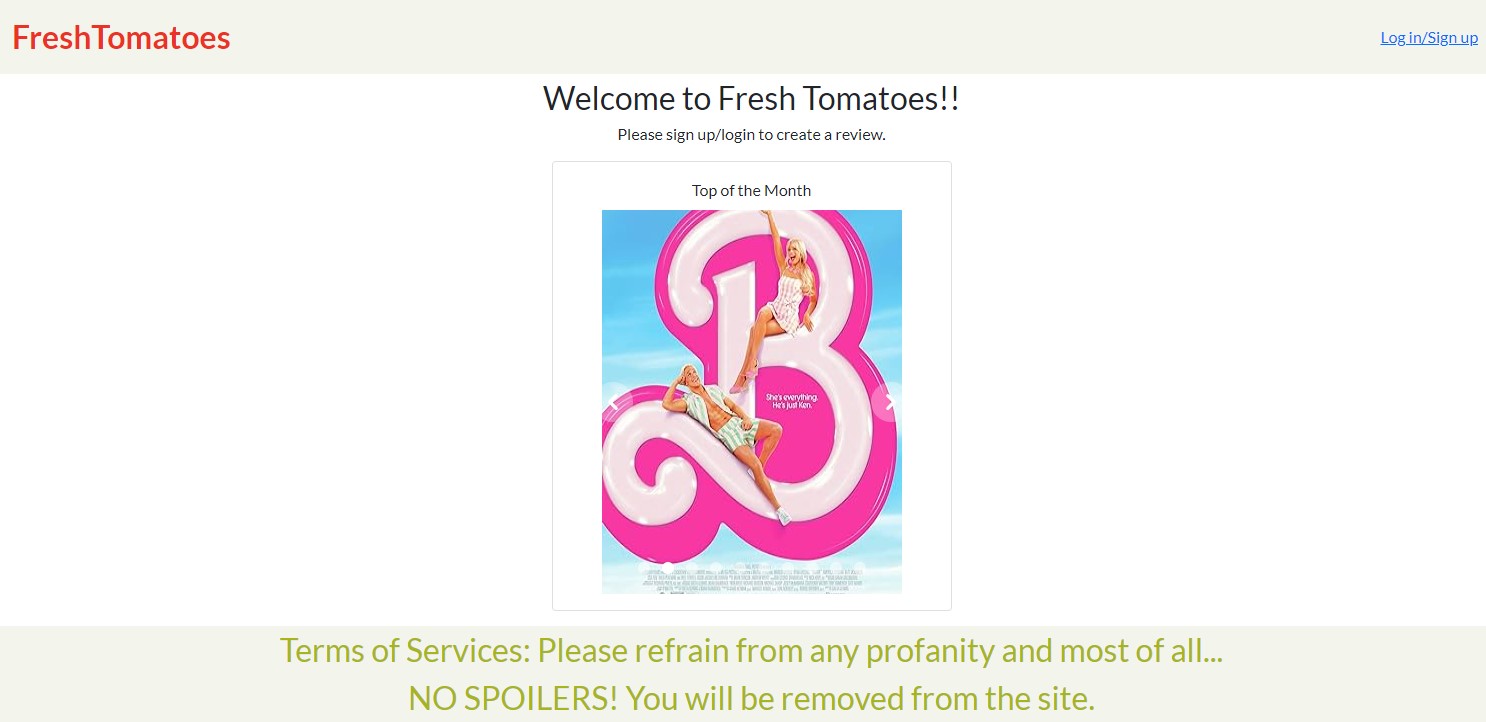 FreshTomatoes
Log in/Sign up
Welcome to Fresh Tomatoes!!
Please sign up/login to create a review.
Top of the Month
She's everything.
He's just Ken.
Terms of Services: Please refrain from any profanity and most of all...
NO SPOILERS! You will be removed from the site.